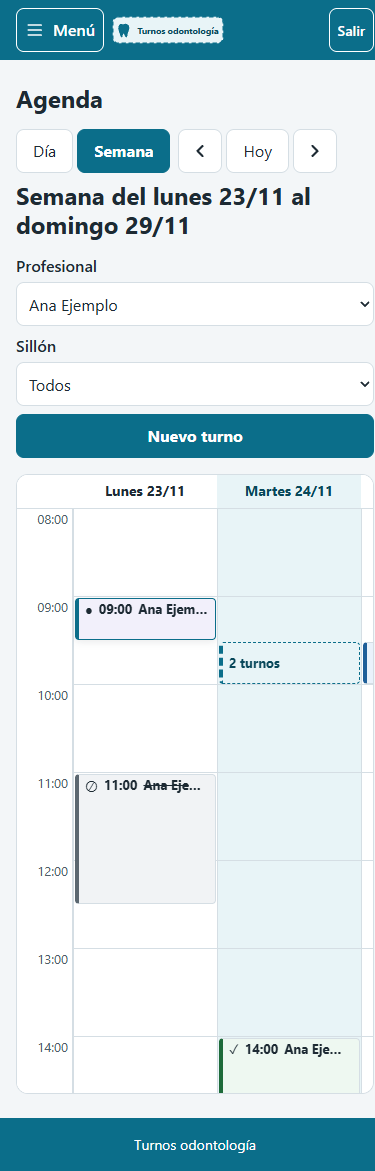 Menú
Turnos odontología
Salir
Agenda
Día
Semana
Hoy
Semana del lunes 23/11 al
domingo 29/11
Profesional
Ana Ejemplo
Sillón
Todos
Nuevo turno
Lunes 23/11
Martes 24/11
08:00
09:00
09:00 Ana Ejem...
2 turnos
10:00
11:00
11:00 Ana Eje...
12:00
13:00
14:00
✓ 14:00 Ana Eje...
Turnos odontología